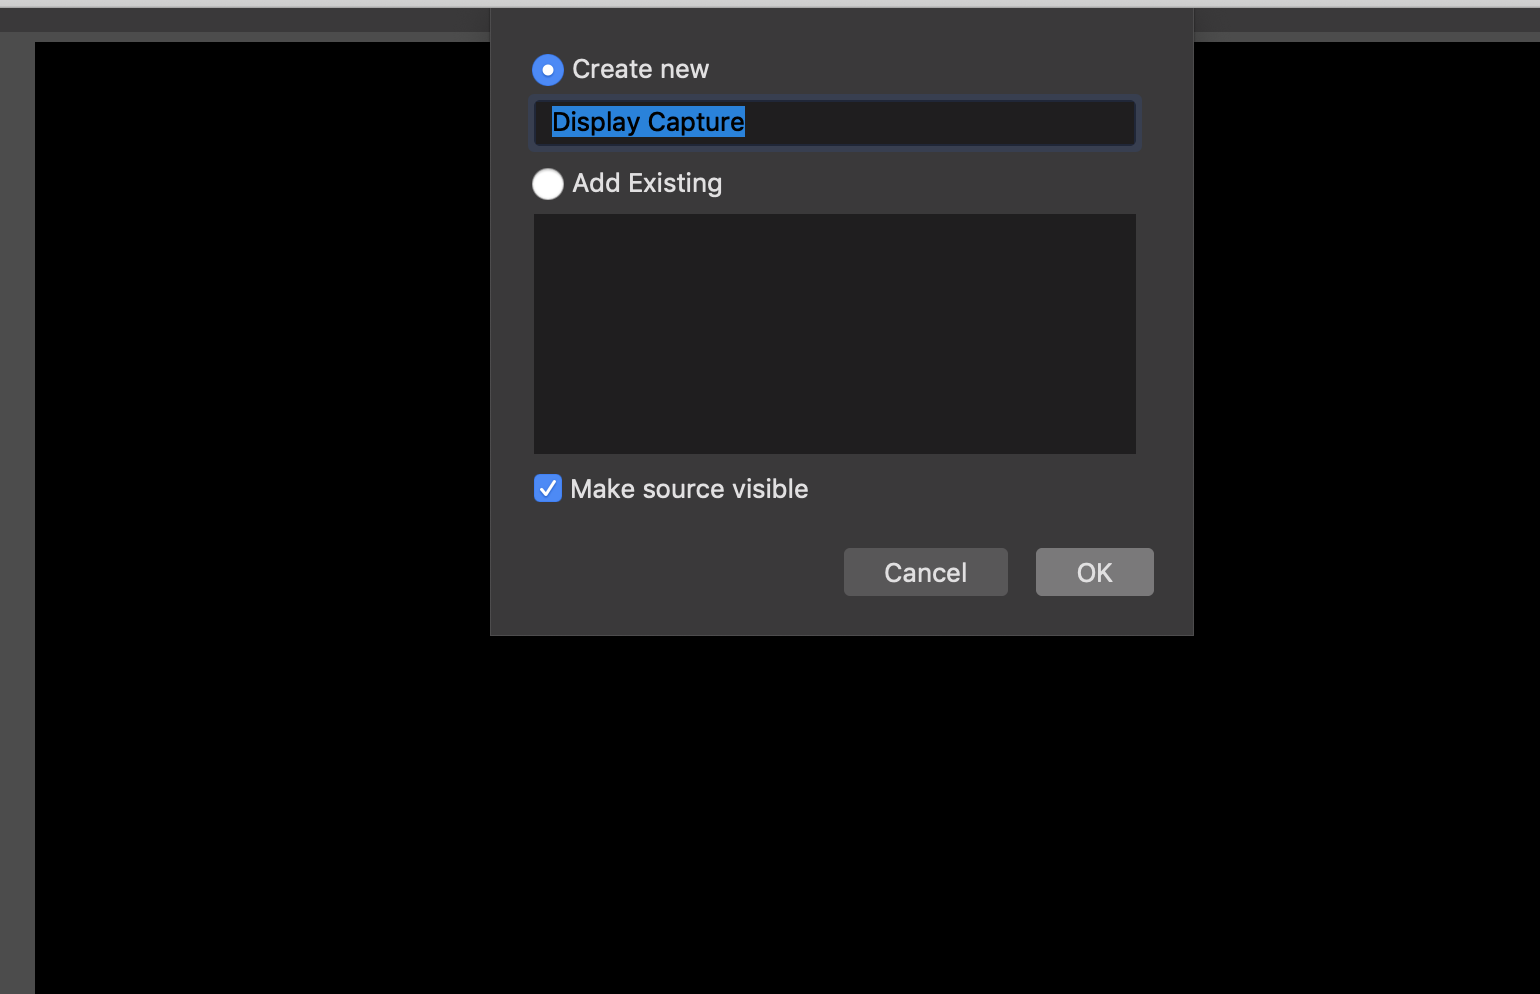 Create new
Display Capture
Add Existing
Make source visible
Cancel
OK